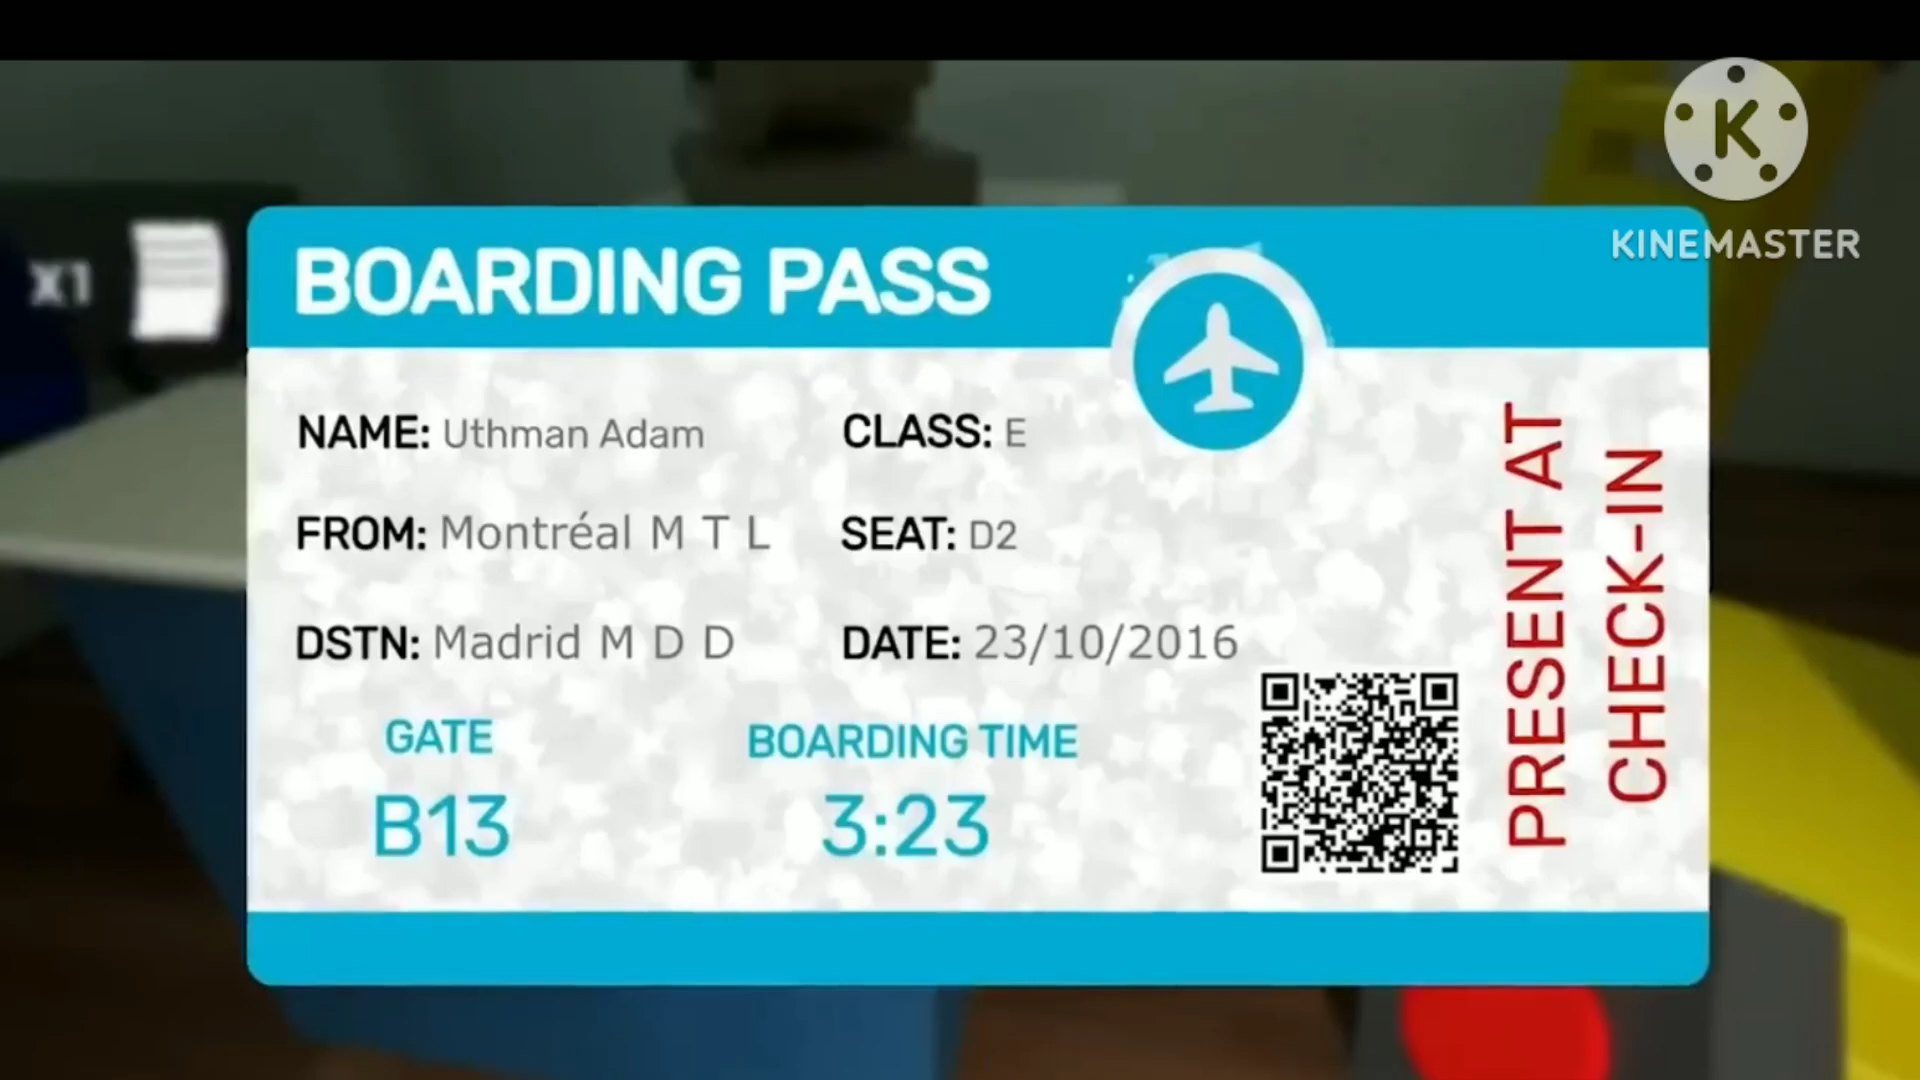 K
KINEMASTER
X1
BOARDING PASS
NAME: Uthman Adam
CLASS: E
FROM: Montréal M T L
SEAT: D2
DSTN: Madrid M D D
DATE: 23/10/2016
GATE
BOARDING TIME
B13
3:23
PRESENT AT
CHECK-IN